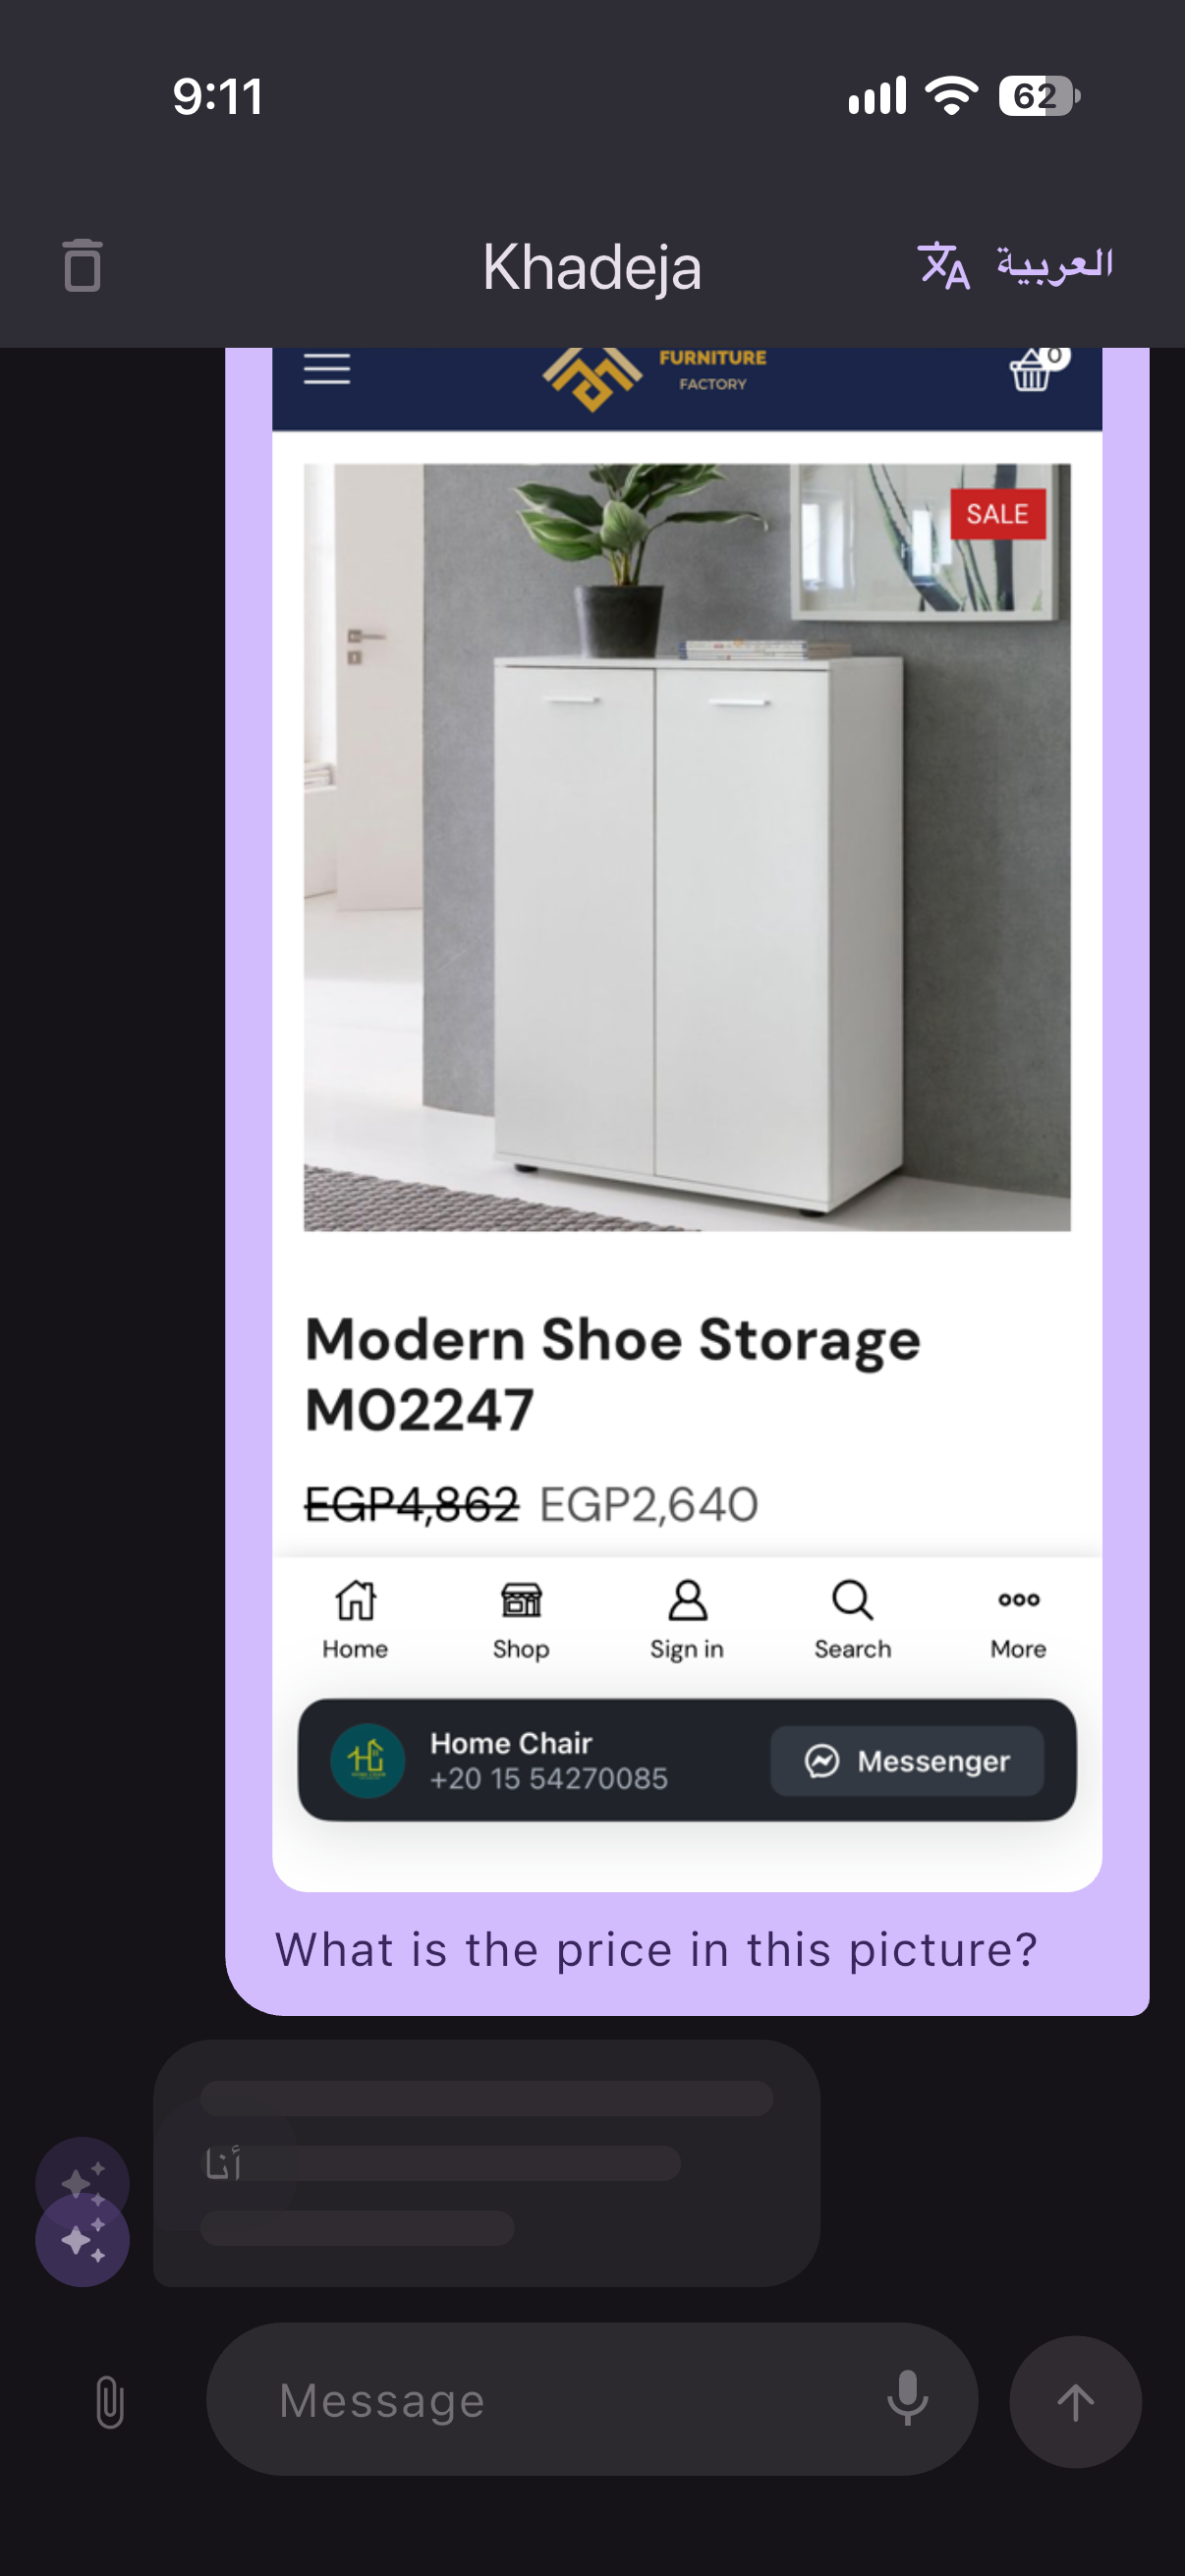 9:11
62
Khadeja
العربية
FURNITURE
FACTORY
0
SALE
Modern Shoe Storage
M02247
EGP4,862 EGP2,640
Home Shop Sign in Search More
Home Chair
+20 15 54270085
Messenger
What is the price in this picture?
أنا
Message